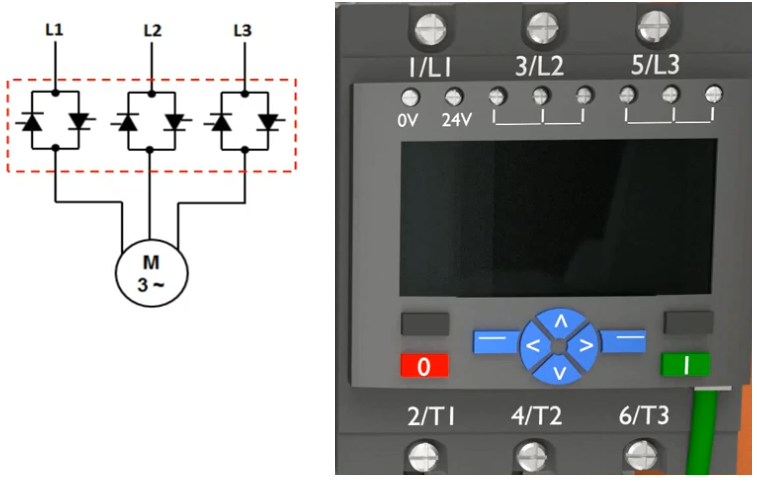 L1 L2 L3
M
3 ~
1/L1 3/L2 5/L3
0V 24V
0 I
2/T1 4/T2 6/T3